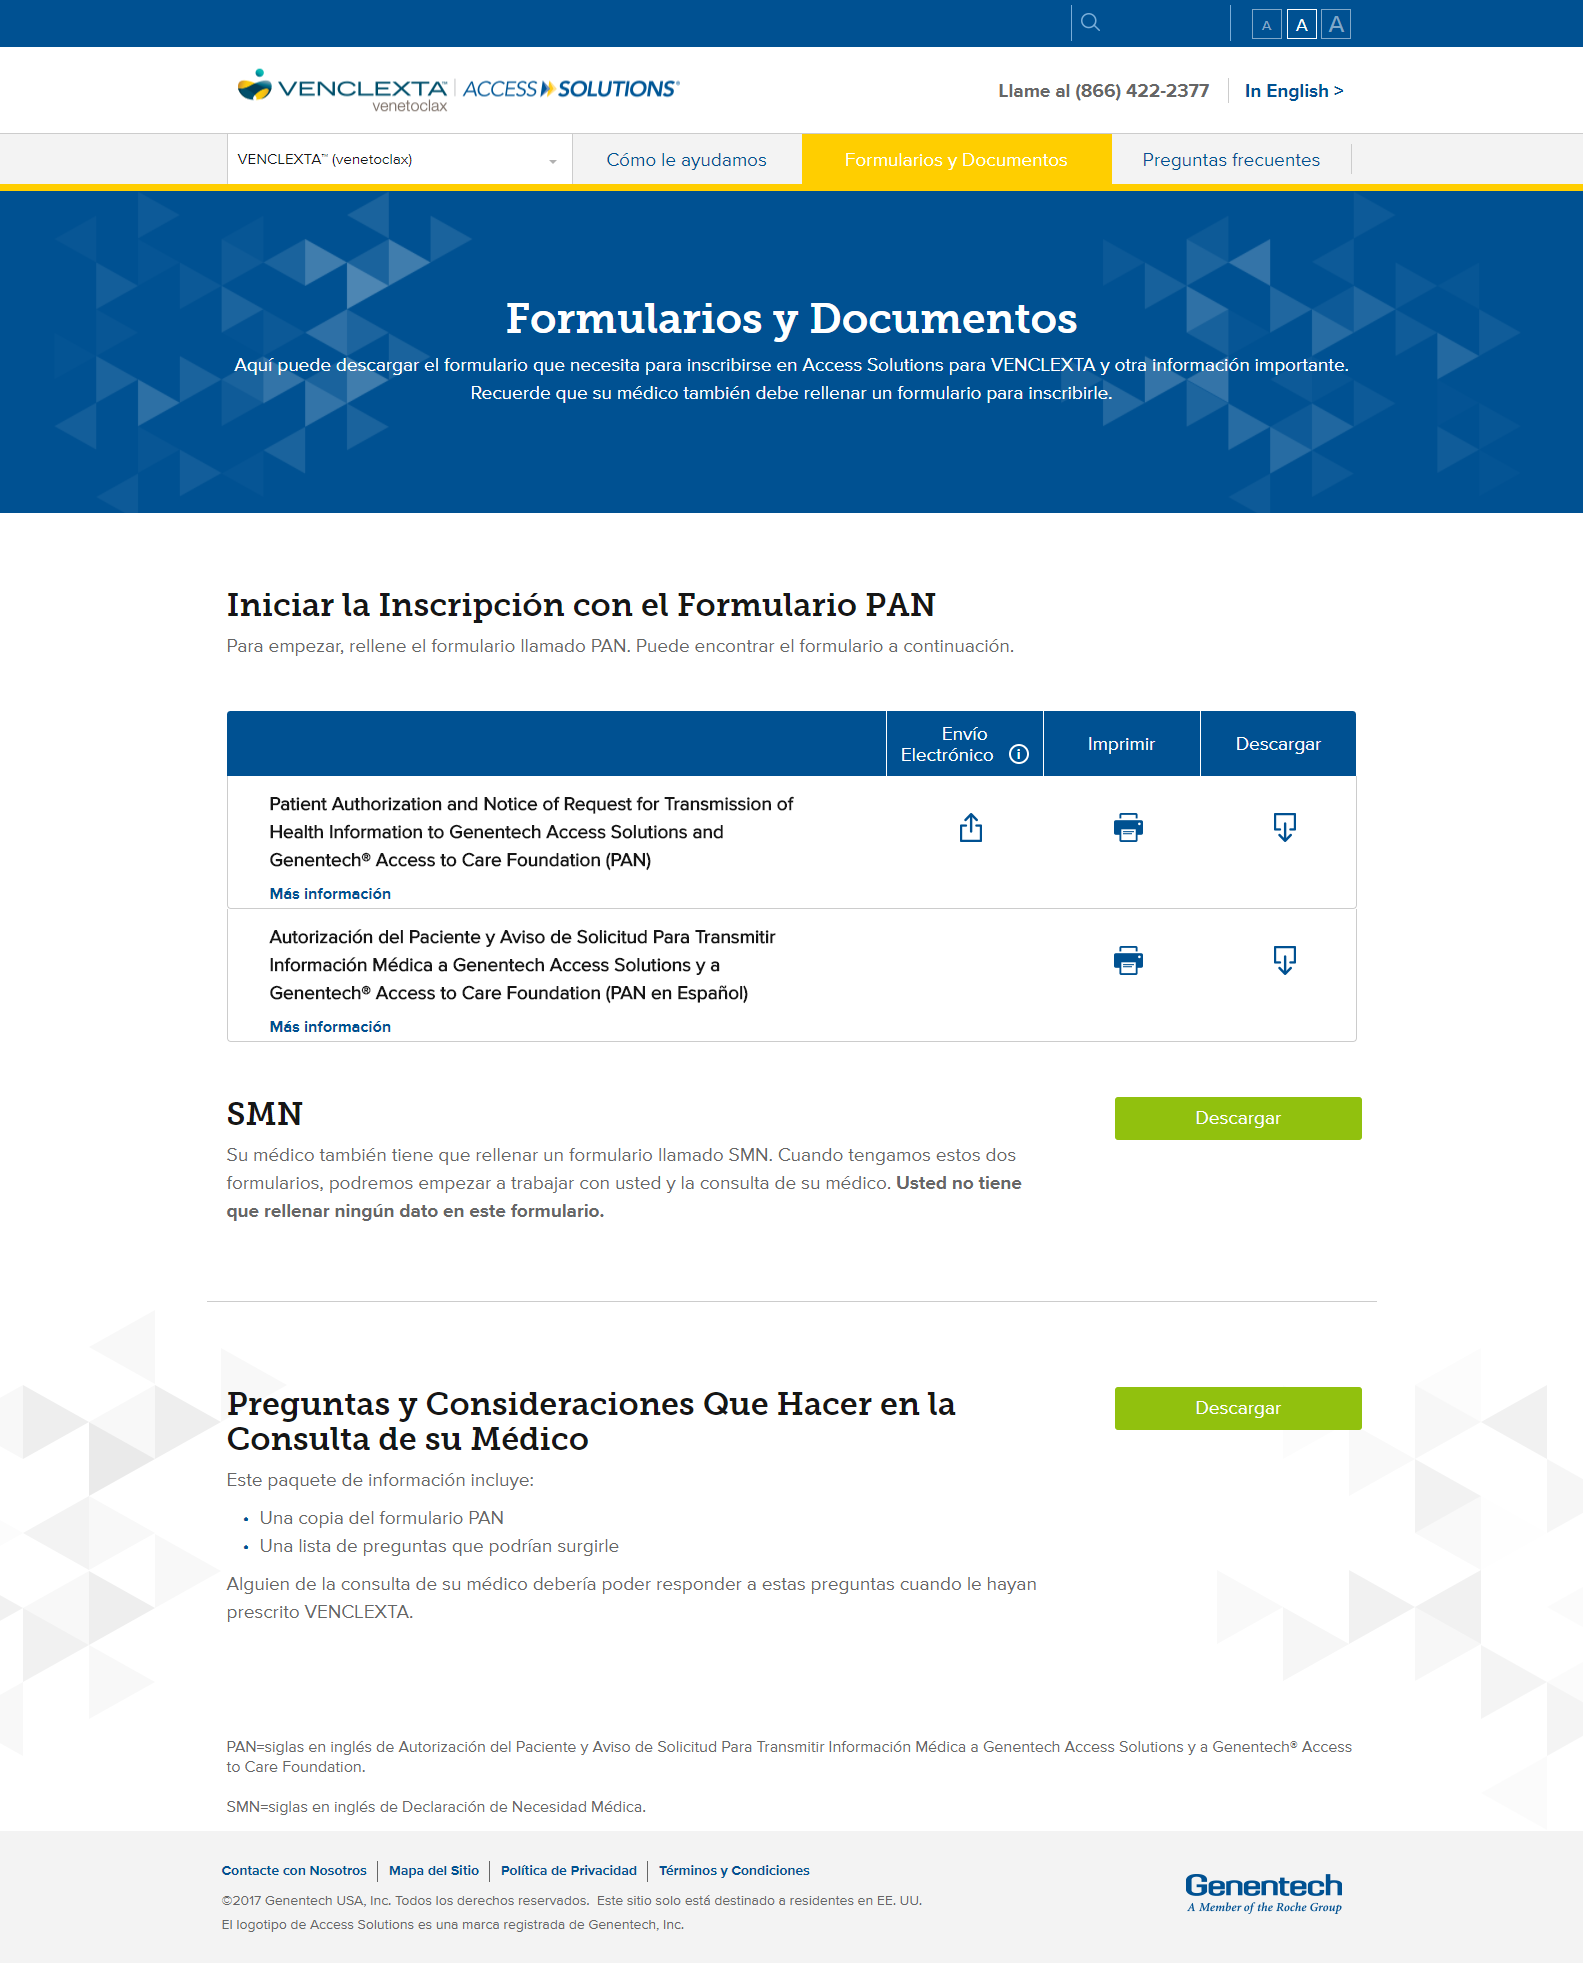 A A A
VENCLEXTA™ venetoclax | ACCESS SOLUTIONS®
Llame al (866) 422-2377
In English >
VENCLEXTA™ (venetoclax)
Cómo le ayudamos
Formularios y Documentos
Preguntas frecuentes
Formularios y Documentos
Aquí puede descargar el formulario que necesita para inscribirse en Access Solutions para VENCLEXTA y otra información importante.
Recuerde que su médico también debe rellenar un formulario para inscribirle.
Iniciar la Inscripción con el Formulario PAN
Para empezar, rellene el formulario llamado PAN. Puede encontrar el formulario a continuación.
Envío
Electrónico
Imprimir
Descargar
Patient Authorization and Notice of Request for Transmission of
Health Information to Genentech Access Solutions and
Genentech® Access to Care Foundation (PAN)
Más información
Autorización del Paciente y Aviso de Solicitud Para Transmitir
Información Médica a Genentech Access Solutions y a
Genentech® Access to Care Foundation (PAN en Español)
Más información
SMN
Descargar
Su médico también tiene que rellenar un formulario llamado SMN. Cuando tengamos estos dos
formularios, podremos empezar a trabajar con usted y la consulta de su médico. Usted no tiene
que rellenar ningún dato en este formulario.
Preguntas y Consideraciones Que Hacer en la
Consulta de su Médico
Descargar
Este paquete de información incluye:
• Una copia del formulario PAN
• Una lista de preguntas que podrían surgirle
Alguien de la consulta de su médico debería poder responder a estas preguntas cuando le hayan
prescrito VENCLEXTA.
PAN=siglas en inglés de Autorización del Paciente y Aviso de Solicitud Para Transmitir Información Médica a Genentech Access Solutions y a Genentech® Access
to Care Foundation.
SMN=siglas en inglés de Declaración de Necesidad Médica.
Contacte con Nosotros | Mapa del Sitio | Política de Privacidad | Términos y Condiciones
©2017 Genentech USA, Inc. Todos los derechos reservados. Este sitio solo está destinado a residentes en EE. UU.
El logotipo de Access Solutions es una marca registrada de Genentech, Inc.
Genentech
A Member of the Roche Group